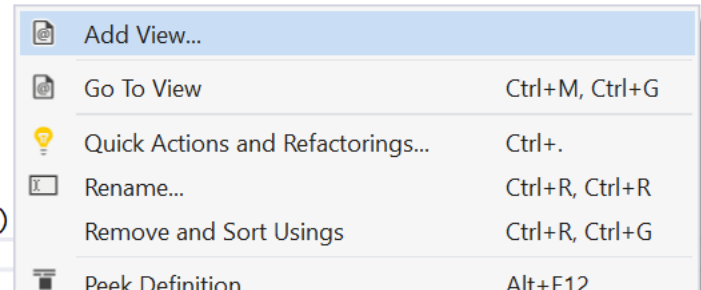 Add View...
Go To View Ctrl+M, Ctrl+G
Quick Actions and Refactorings... Ctrl+.
Rename... Ctrl+R, Ctrl+R
) Remove and Sort Usings Ctrl+R, Ctrl+G
Peek Definition Alt+F12